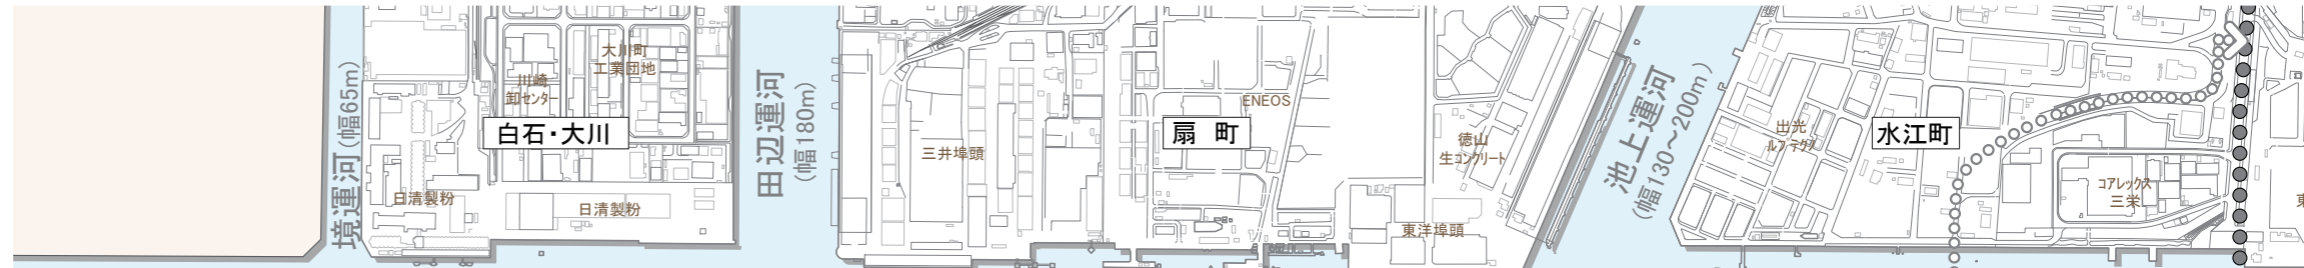 境運河 (幅65m)
日清製粉
川崎
卸センター
大川町
工業団地
白石・大川
日清製粉
田辺運河
(幅180m)
三井埠頭
扇 町
ENEOS
徳山
生コンクリート
東洋埠頭
池上運河
(幅130～200m)
出光
ルブテクノ
水江町
コアレックス
三栄
東